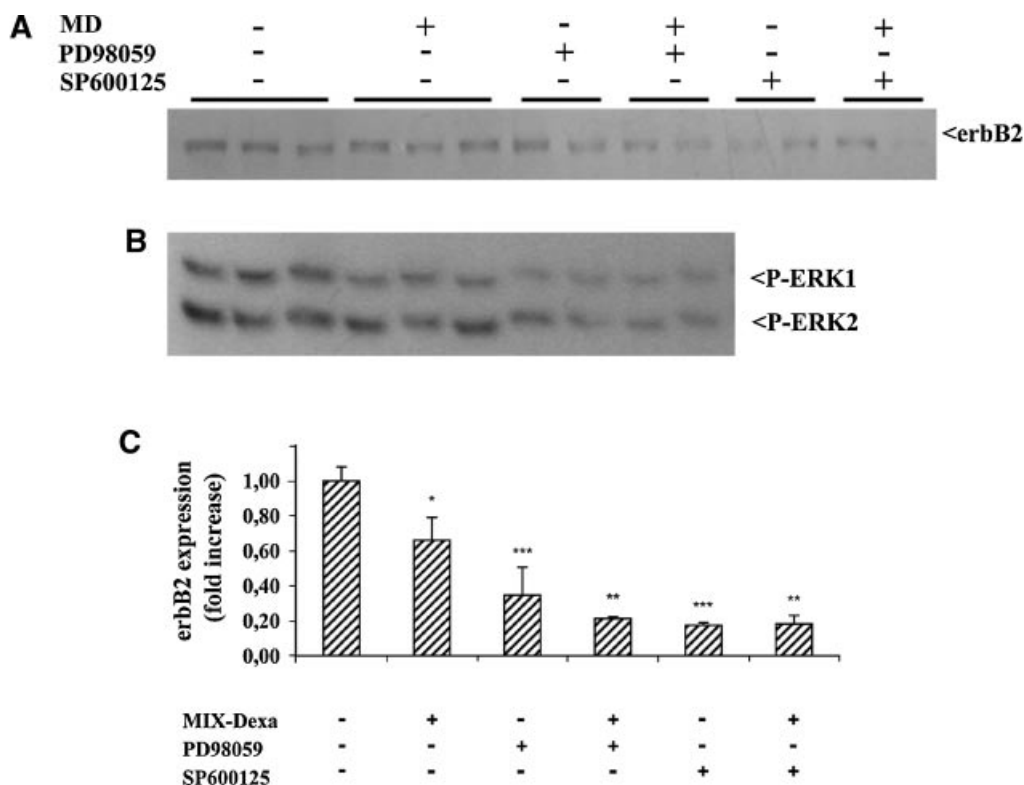 A
MD - + - + - +
PD98059 - - + + - -
SP600125 - - - - + +
<erbB2
B
<P-ERK1
<P-ERK2
C
erbB2 expression
(fold increase)
1,00
0,80
0,60
0,40
0,20
0,00
*
***
**
***
**
MIX-Dexa - + - + - +
PD98059 - - + + - -
SP600125 - - - - + +